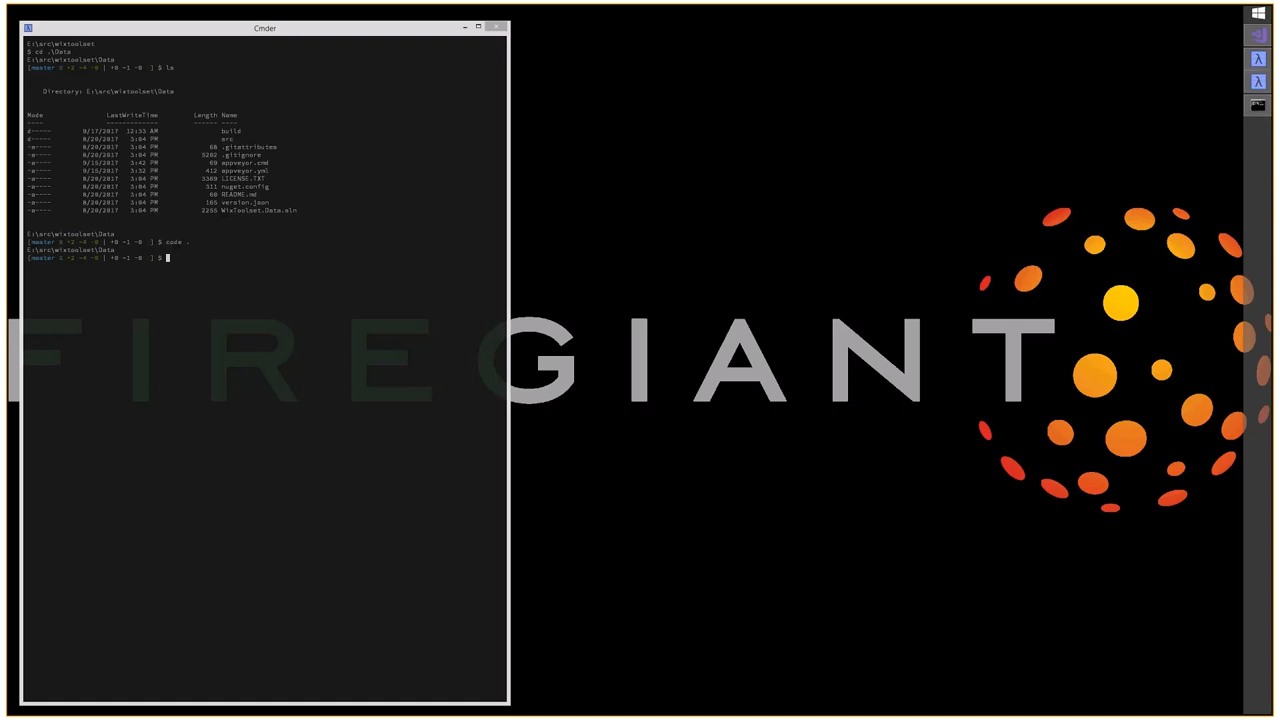 Cmder
E:\src\wixtoolset
$ cd .\Data
E:\src\wixtoolset\Data
[master ≡ +2 ~4 -0 | +0 ~1 -0 ] $ ls
Directory: E:\src\wixtoolset\Data
Mode LastWriteTime Length Name
---- ------------- ------ ----
d----- 9/17/2017 12:33 AM build
d----- 8/20/2017 3:04 PM src
-a---- 8/20/2017 3:04 PM 68 .gitattributes
-a---- 8/20/2017 3:04 PM 5202 .gitignore
-a---- 9/15/2017 3:42 PM 69 appveyor.cmd
-a---- 9/15/2017 3:32 PM 412 appveyor.yml
-a---- 8/20/2017 3:04 PM 3369 LICENSE.TXT
-a---- 8/20/2017 3:04 PM 311 nuget.config
-a---- 8/20/2017 3:04 PM 60 README.md
-a---- 8/20/2017 3:04 PM 165 version.json
-a---- 8/20/2017 3:04 PM 2255 WixToolset.Data.sln
E:\src\wixtoolset\Data
[master ≡ +2 ~4 -0 | +0 ~1 -0 ] $ code .
E:\src\wixtoolset\Data
[master ≡ +2 ~4 -0 | +0 ~1 -0 ] $
FIREGIANT